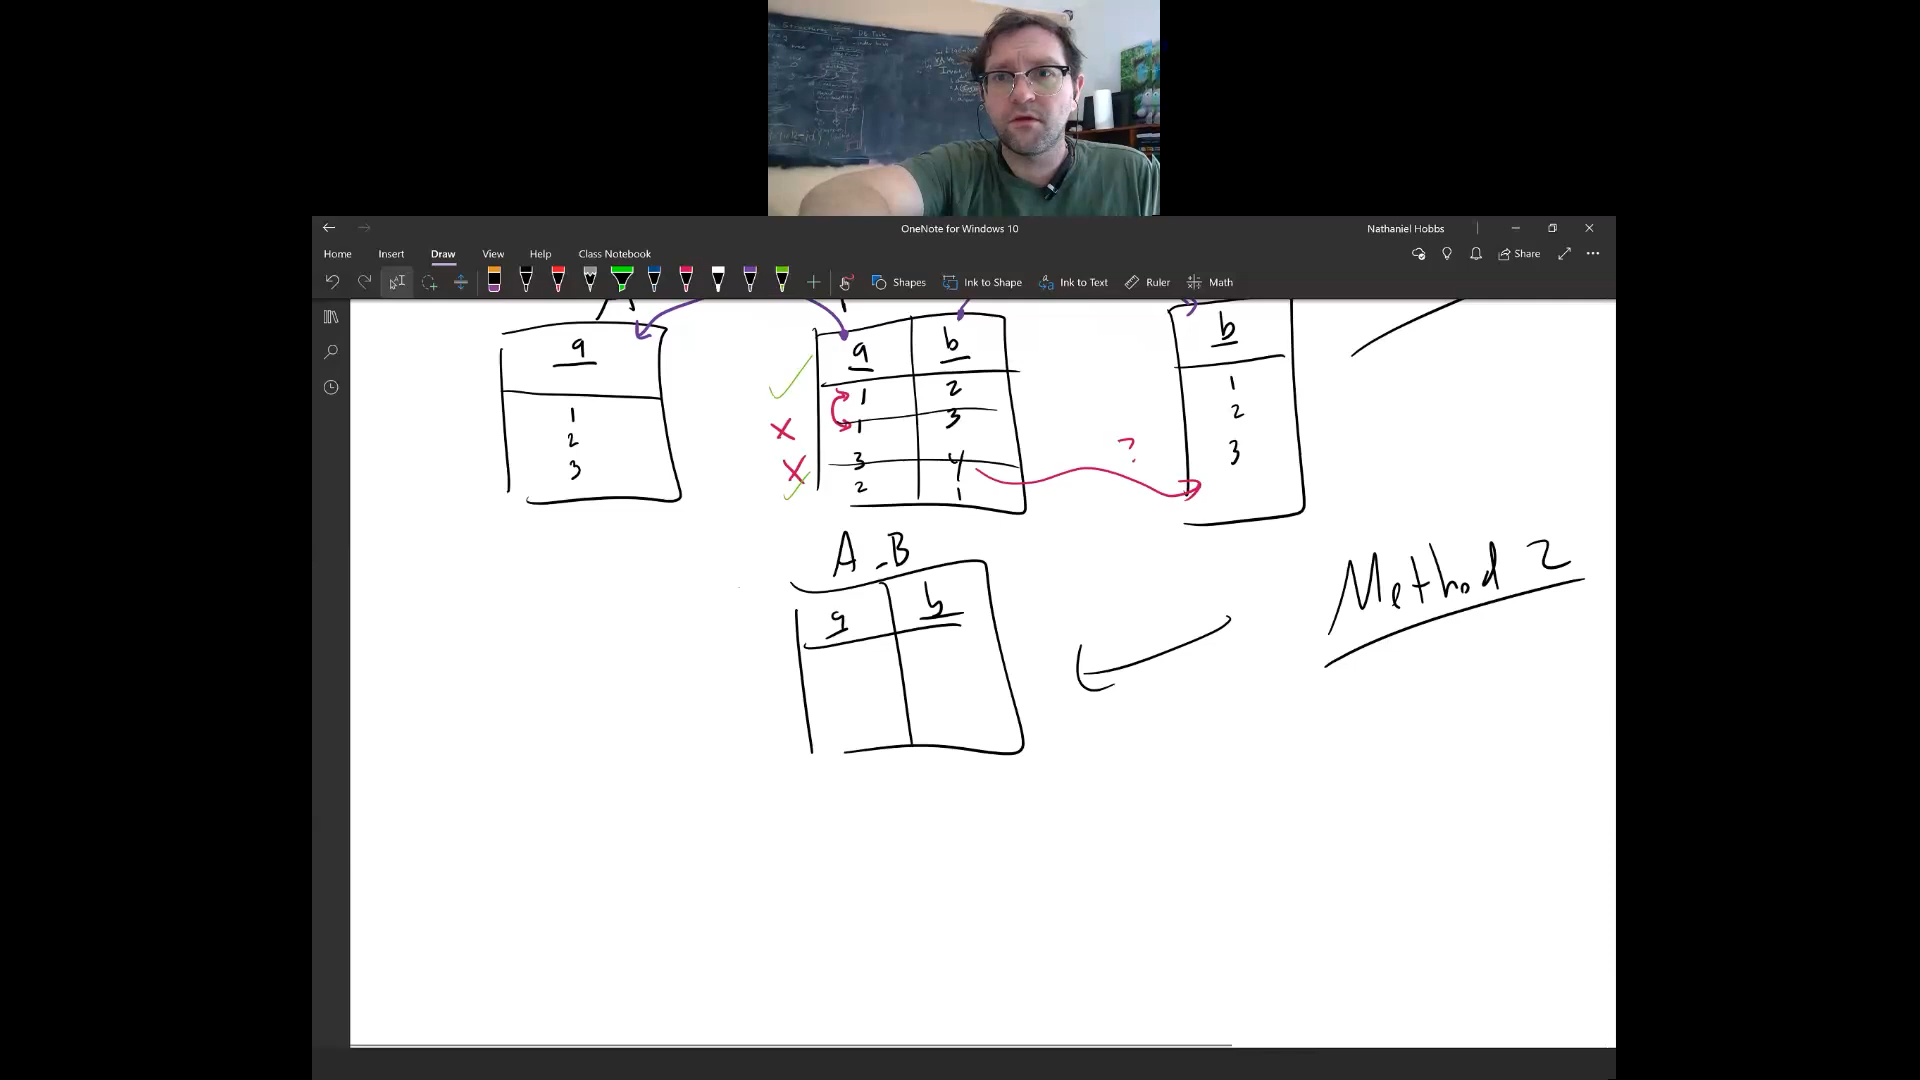 OneNote for Windows 10
Nathaniel Hobbs
Home Insert Draw View Help Class Notebook
Share
Shapes Ink to Shape Ink to Text Ruler Math
a
1
2
3
a b
1 2
1 3
3 4
2 1
?
b
1
2
3
A_B
a b
Method 2